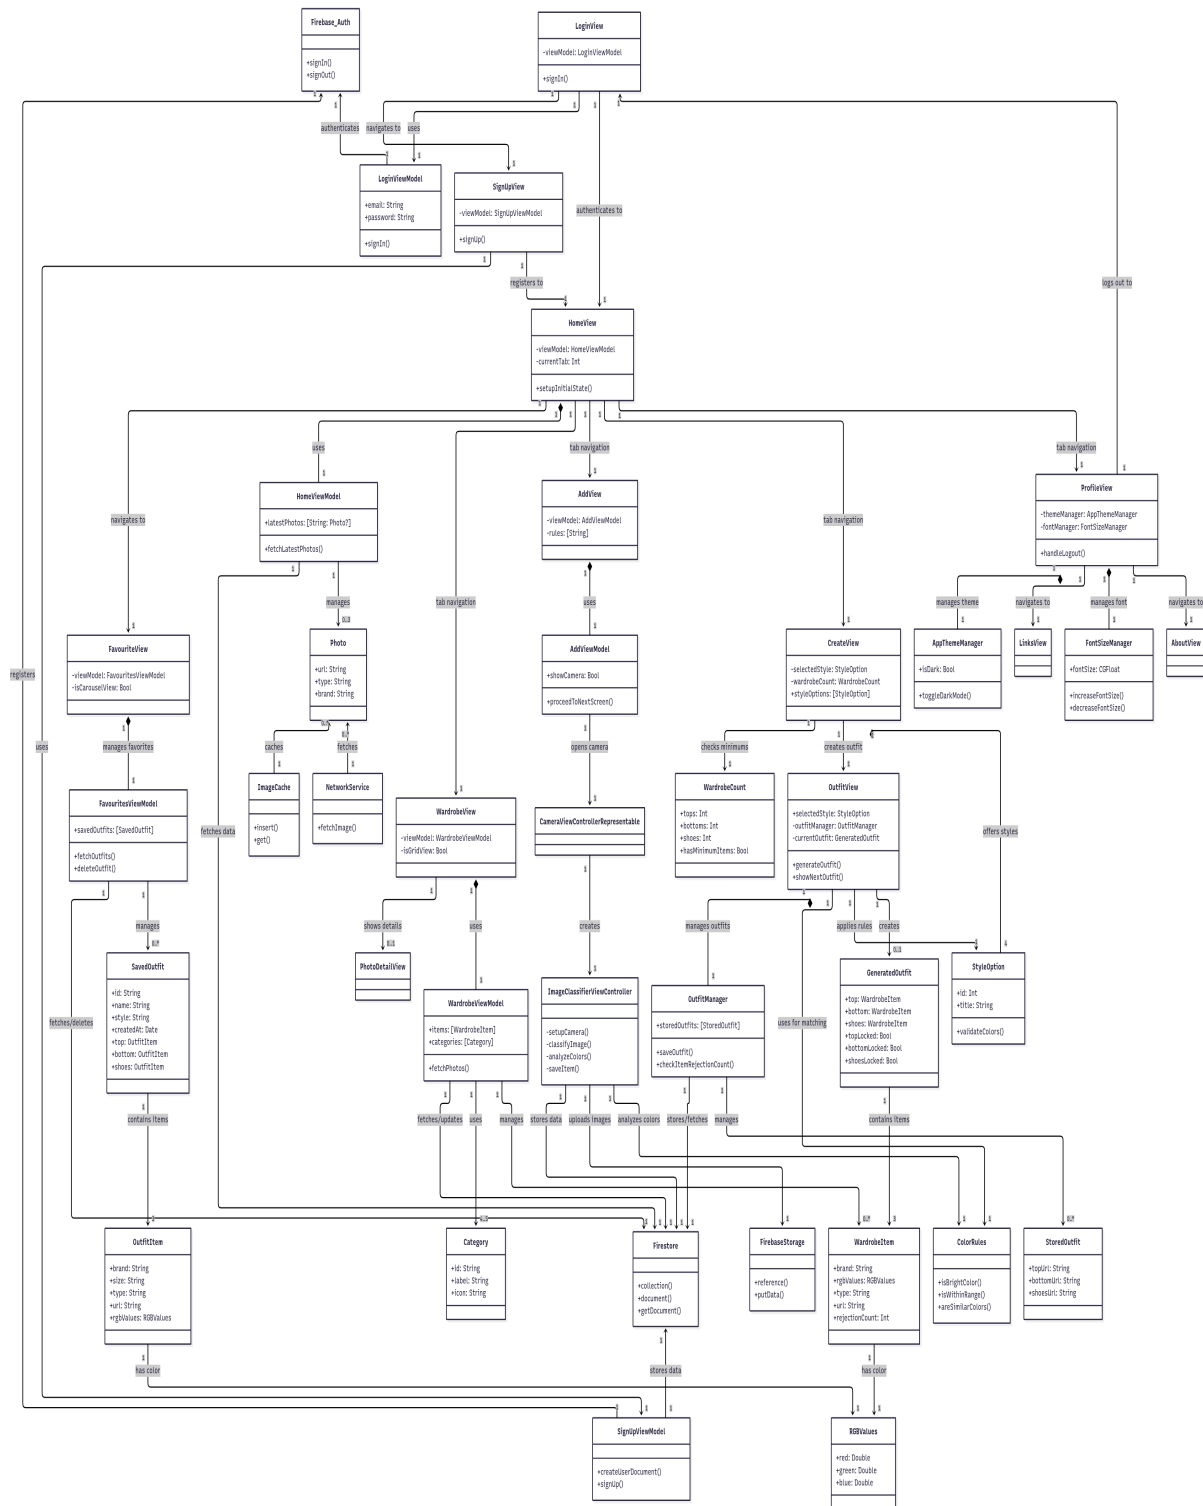 Firebase_Auth
+signIn()
+signOut()
LoginView
-viewModel: LoginViewModel
+signIn()
authenticates
navigates to
uses
LoginViewModel
+email: String
+password: String
+signIn()
SignUpView
-viewModel: SignUpViewModel
+signUp()
authenticates to
registers to
logs out to
HomeView
-viewModel: HomeViewModel
-currentTab: Int
+setupInitialState()
uses
tab navigation
tab navigation
navigates to
tab navigation
tab navigation
HomeViewModel
+latestPhotos: [String: Photo?]
+fetchLatestPhotos()
AddView
-viewModel: AddViewModel
-rules: [String]
ProfileView
-themeManager: AppThemeManager
-fontManager: FontSizeManager
+handleLogout()
manages
uses
manages theme
navigates to
manages font
navigates to
FavouriteView
-viewModel: FavouritesViewModel
-isCarouselView: Bool
Photo
+url: String
+type: String
+brand: String
AddViewModel
+showCamera: Bool
+proceedToNextScreen()
CreateView
-selectedStyle: StyleOption
-wardrobeCount: WardrobeCount
+styleOptions: [StyleOption]
AppThemeManager
+isDark: Bool
+toggleDarkMode()
LinksView
FontSizeManager
+fontSize: CGFloat
+increaseFontSize()
+decreaseFontSize()
AboutView
registers
uses
manages favorites
caches
fetches
opens camera
checks minimums
creates outfit
offers styles
fetches data
ImageCache
+insert()
+get()
NetworkService
+fetchImage()
WardrobeCount
+tops: Int
+bottoms: Int
+shoes: Int
+hasMinimumItems: Bool
OutfitView
+selectedStyle: StyleOption
-outfitManager: OutfitManager
-currentOutfit: GeneratedOutfit
+generateOutfit()
+showNextOutfit()
FavouritesViewModel
+savedOutfits: [SavedOutfit]
+fetchOutfits()
+deleteOutfit()
WardrobeView
-viewModel: WardrobeViewModel
-isGridView: Bool
CameraViewControllerRepresentable
manages
shows details
uses
creates
manages outfits
applies rules
creates
SavedOutfit
+id: String
+name: String
+style: String
+createdAt: Date
+top: OutfitItem
+bottom: OutfitItem
+shoes: OutfitItem
PhotoDetailView
GeneratedOutfit
+top: WardrobeItem
+bottom: WardrobeItem
+shoes: WardrobeItem
+topLocked: Bool
+bottomLocked: Bool
+shoesLocked: Bool
StyleOption
+id: Int
+title: String
+validateColors()
ImageClassifierViewController
-setupCamera()
-classifyImage()
-analyzeColors()
-saveItem()
OutfitManager
+storedOutfits: [StoredOutfit]
+saveOutfit()
+checkItemRejectionCount()
WardrobeViewModel
+items: [WardrobeItem]
+categories: [Category]
+fetchPhotos()
fetches/deletes
uses for matching
contains items
fetches/updates
uses
manages
stores data
uploads images
analyzes colors
stores/fetches
manages
contains items
OutfitItem
+brand: String
+size: String
+type: String
+url: String
+rgbValues: RGBValues
Category
+id: String
+label: String
+icon: String
Firestore
+collection()
+document()
+getDocument()
FirebaseStorage
+reference()
+putData()
WardrobeItem
+brand: String
+rgbValues: RGBValues
+type: String
+url: String
+rejectionCount: Int
ColorRules
+isBrightColor()
+isWithinRange()
+areSimilarColors()
StoredOutfit
+topUrl: String
+bottomUrl: String
+shoesUrl: String
has color
stores data
has color
SignUpViewModel
+createUserDocument()
+signUp()
RGBValues
+red: Double
+green: Double
+blue: Double